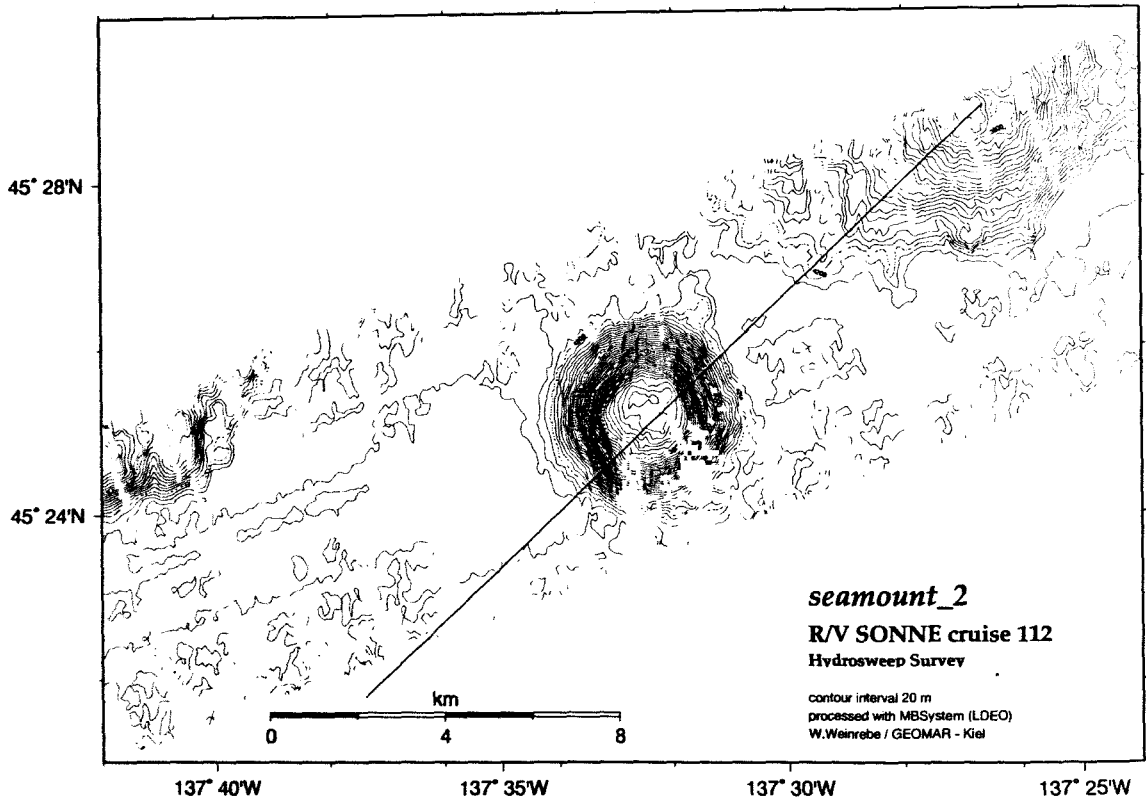 45° 28'N
45° 24'N
seamount_2
R/V SONNE cruise 112
Hydrosweep Survey
contour interval 20 m
processed with MBSystem (LDEO)
W.Weinrebe / GEOMAR - Kiel
km
0 4 8
137° 40'W 137° 35'W 137° 30'W 137° 25'W